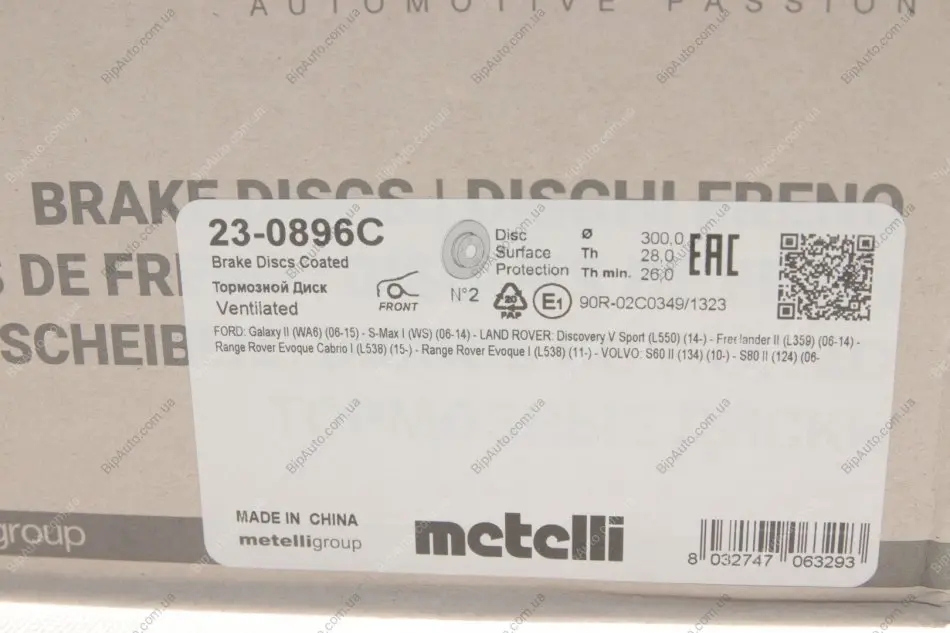 AUTOMOTIVE PASSION
BRAKE DISCS | DISCHI FRENO
S DE FRE
SCHEIB
23-0896C
Brake Discs Coated
Тормозной Диск
Ventilated
FRONT
N°2
Disc
Surface
Protection
Ø 300,0
Th 28,0
Th min. 26,0
EAC
20
PAP
E1
90R-02C0349/1323
FORD: Galaxy II (WA6) (06-15) - S-Max I (WS) (06-14) - LAND ROVER: Discovery V Sport (L550) (14-) - Freelander II (L359) (06-14) -
Range Rover Evoque Cabrio I (L538) (15-) - Range Rover Evoque I (L538) (11-) - VOLVO: S60 II (134) (10-) - S80 II (124) (06-
MADE IN CHINA
metelligroup
metelli
8 032747 063293
group
BipAuto.com.ua